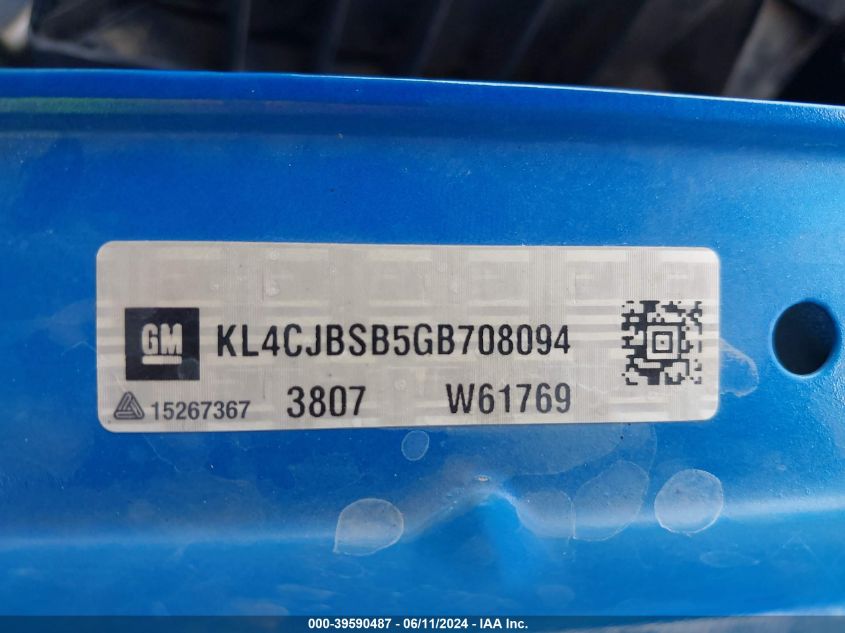 GM KL4CJBSB5GB708094
15267367 3807 W61769
000-39590487 - 06/11/2024 - IAA Inc.